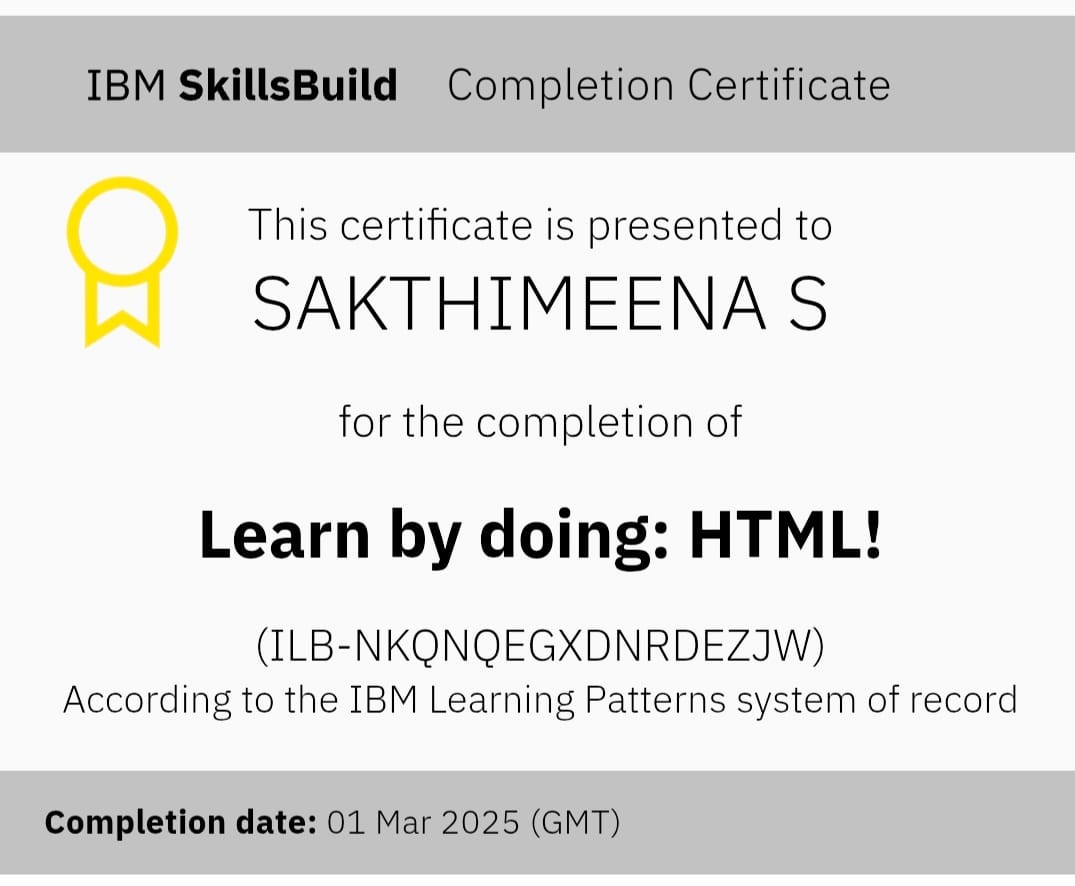 IBM SkillsBuild Completion Certificate
This certificate is presented to
SAKTHIMEENA S
for the completion of
Learn by doing: HTML!
(ILB-NKQNQEGXDNRDEZJW)
According to the IBM Learning Patterns system of record
Completion date: 01 Mar 2025 (GMT)